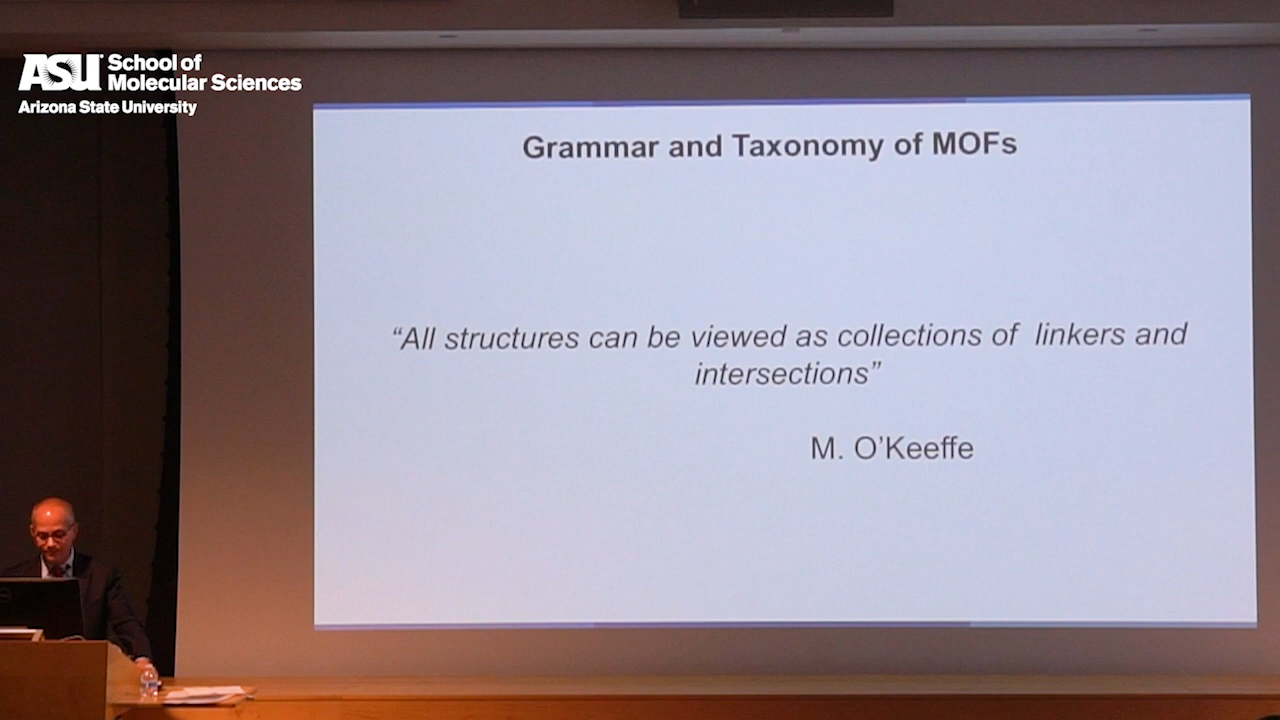 ASU School of
Molecular Sciences
Arizona State University
Grammar and Taxonomy of MOFs
“All structures can be viewed as collections of linkers and
intersections”
M. O’Keeffe